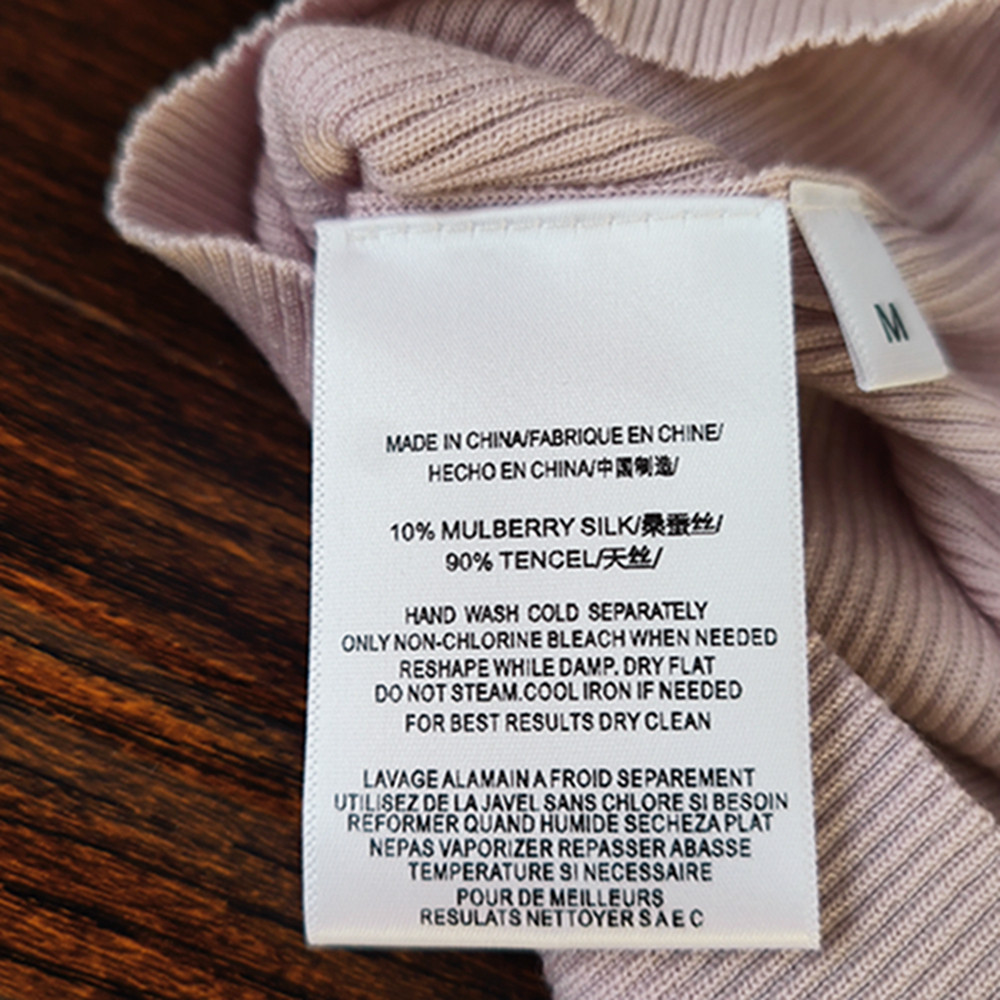 M
MADE IN CHINA/FABRIQUE EN CHINE/
HECHO EN CHINA/中国制造/
10% MULBERRY SILK/桑蚕丝/
90% TENCEL/天丝/
HAND WASH COLD SEPARATELY
ONLY NON-CHLORINE BLEACH WHEN NEEDED
RESHAPE WHILE DAMP. DRY FLAT
DO NOT STEAM.COOL IRON IF NEEDED
FOR BEST RESULTS DRY CLEAN
LAVAGE ALAMAIN A FROID SEPAREMENT
UTILISEZ DE LA JAVEL SANS CHLORE SI BESOIN
REFORMER QUAND HUMIDE SECHEZA PLAT
NEPAS VAPORIZER REPASSER ABASSE
TEMPERATURE SI NECESSAIRE
POUR DE MEILLEURS
RESULATS NETTOYER S A E C